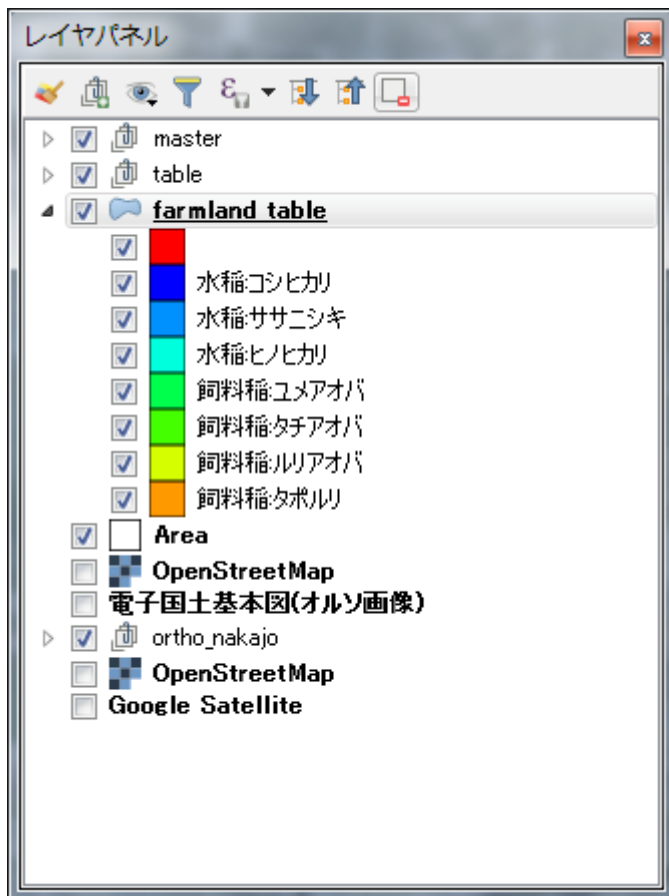 レイヤパネル
master
table
farmland_table
水稲:コシヒカリ
水稲:ササニシキ
水稲:ヒノヒカリ
飼料稲:ユメアオバ
飼料稲:タチアオバ
飼料稲:ルリアオバ
飼料稲:タポルリ
Area
OpenStreetMap
電子国土基本図(オルソ画像)
ortho_nakajo
OpenStreetMap
Google Satellite